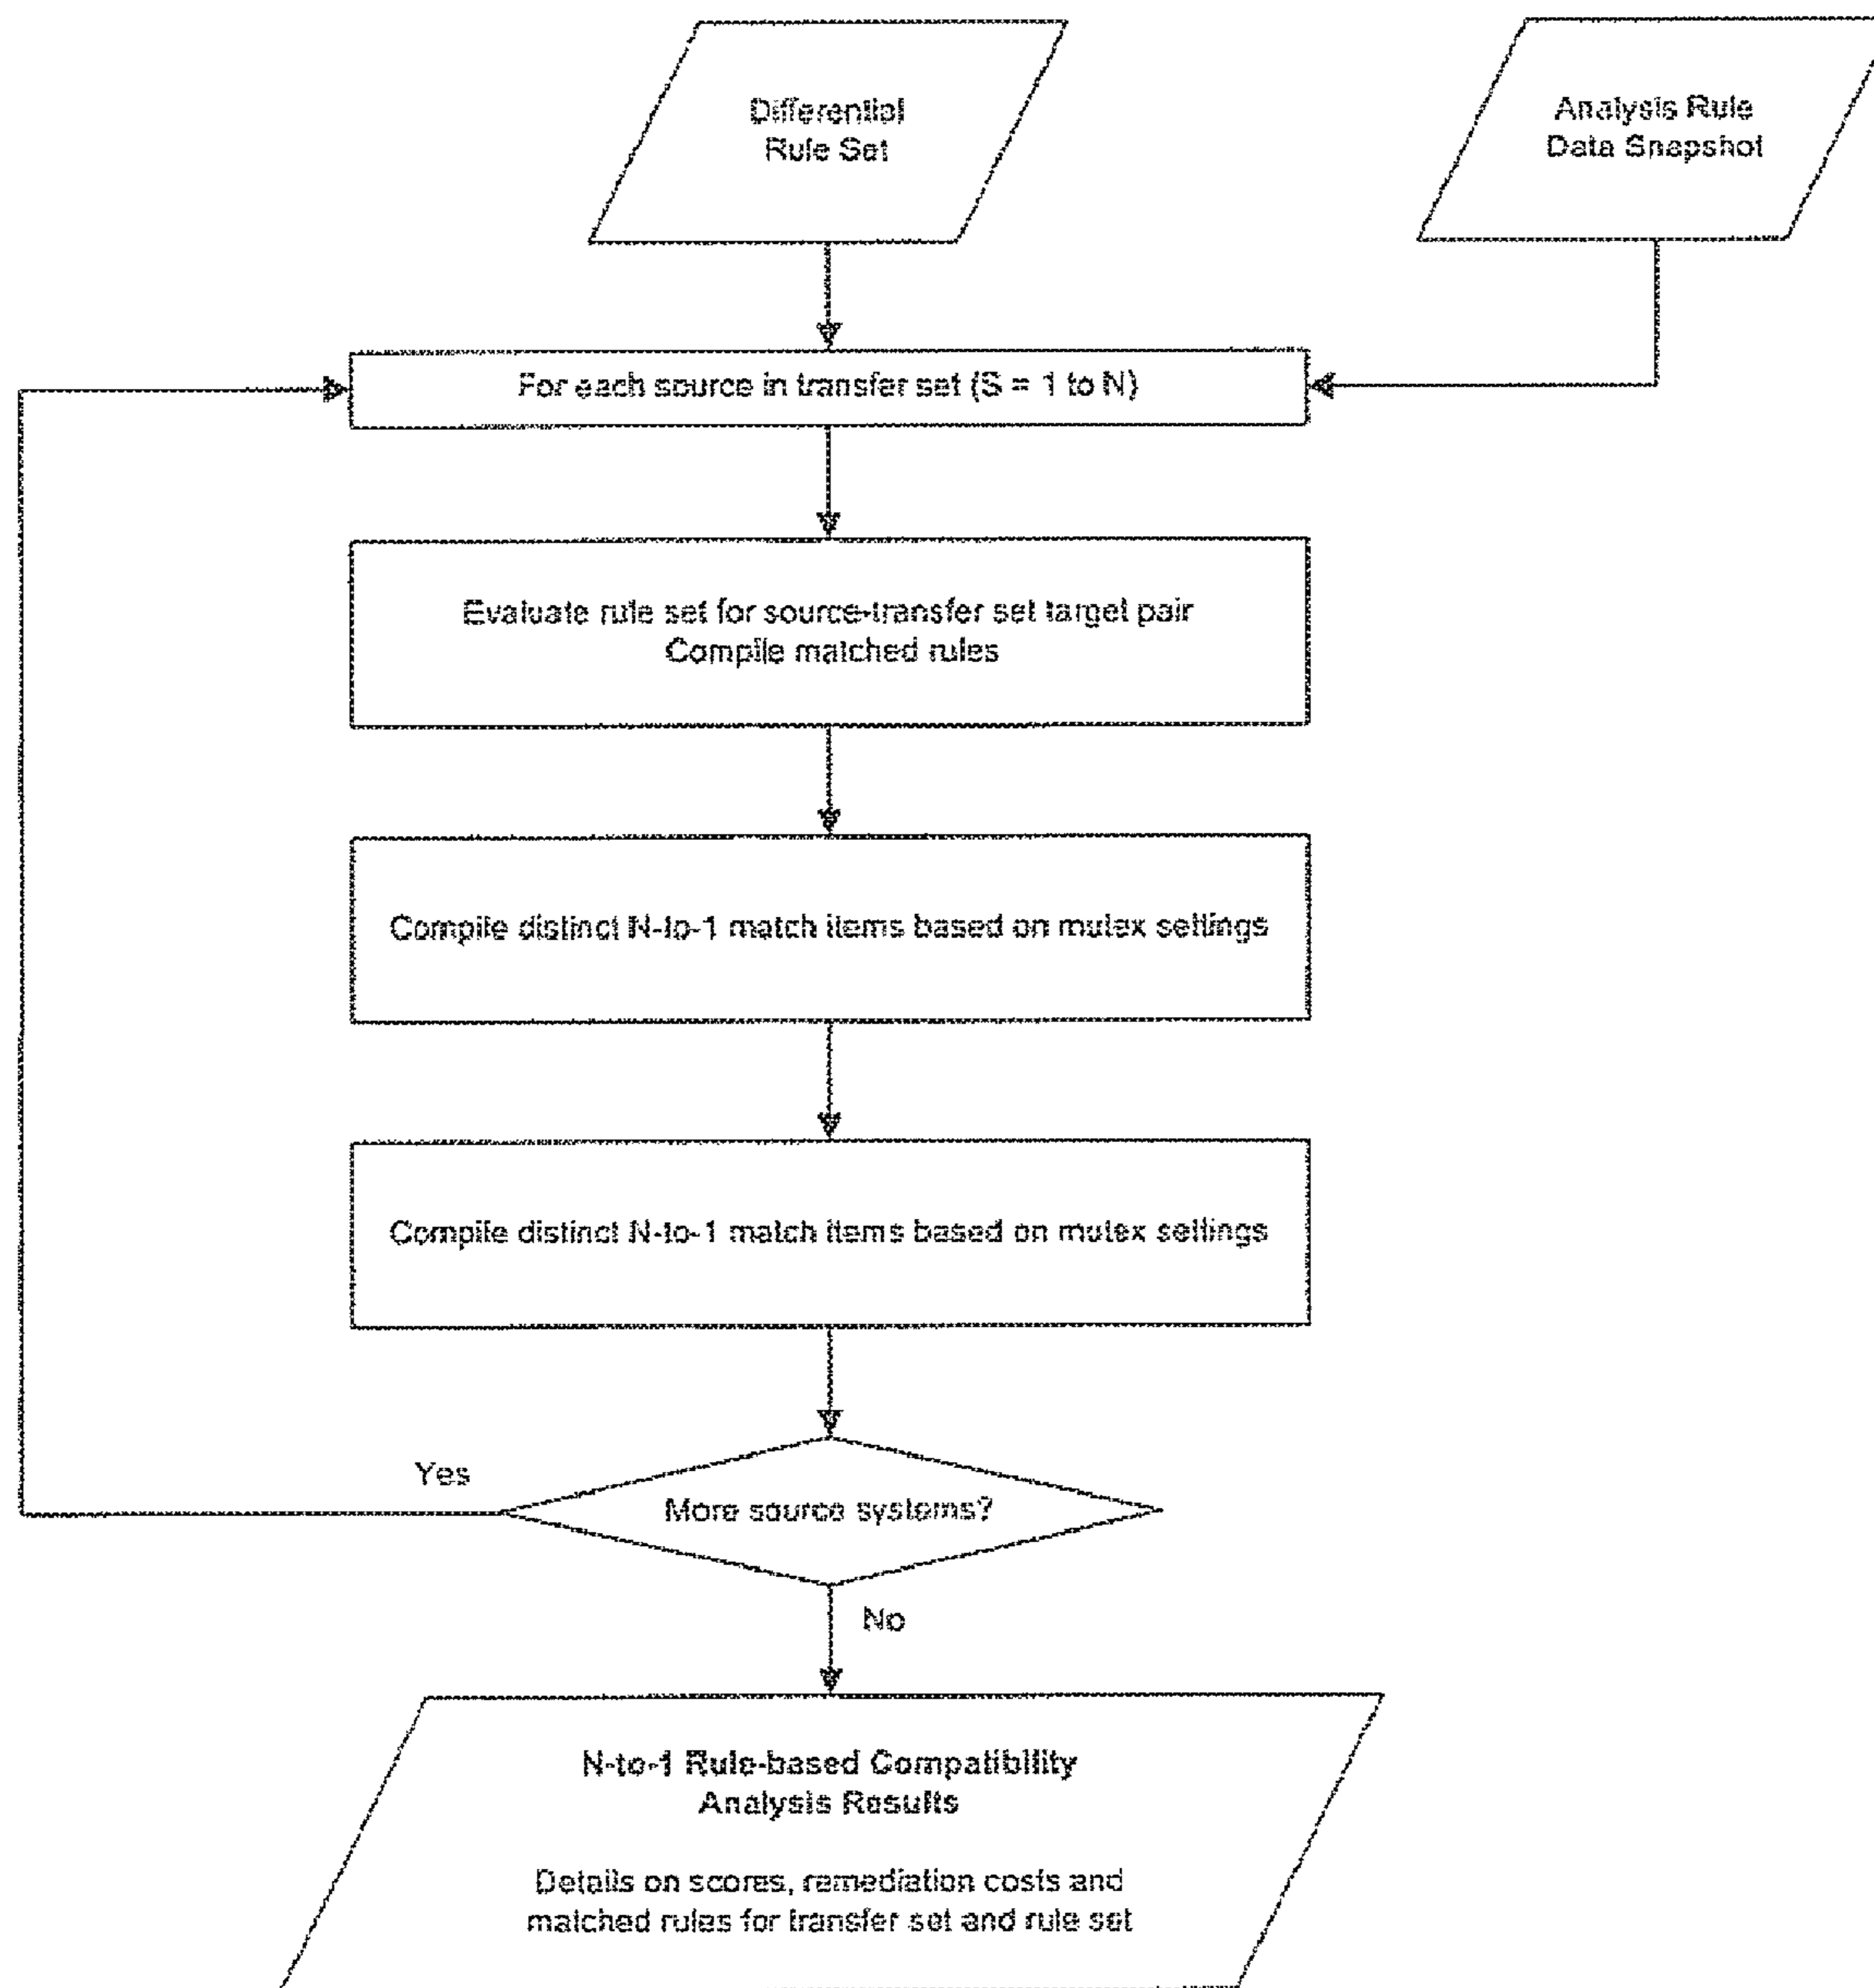 Differential
Rule Set
Analysis Rule
Data Snapshot
For each source in transfer set (S = 1 to N)
Evaluate rule set for source-transfer set target pair
Compile matched rules
Compile distinct N-to-1 match items based on mutex settings
Compile distinct N-to-1 match items based on mutex settings
More source systems?
Yes
No
N-to-1 Rule-based Compatibility
Analysis Results
Details on scores, remediation costs and
matched rules for transfer set and rule set